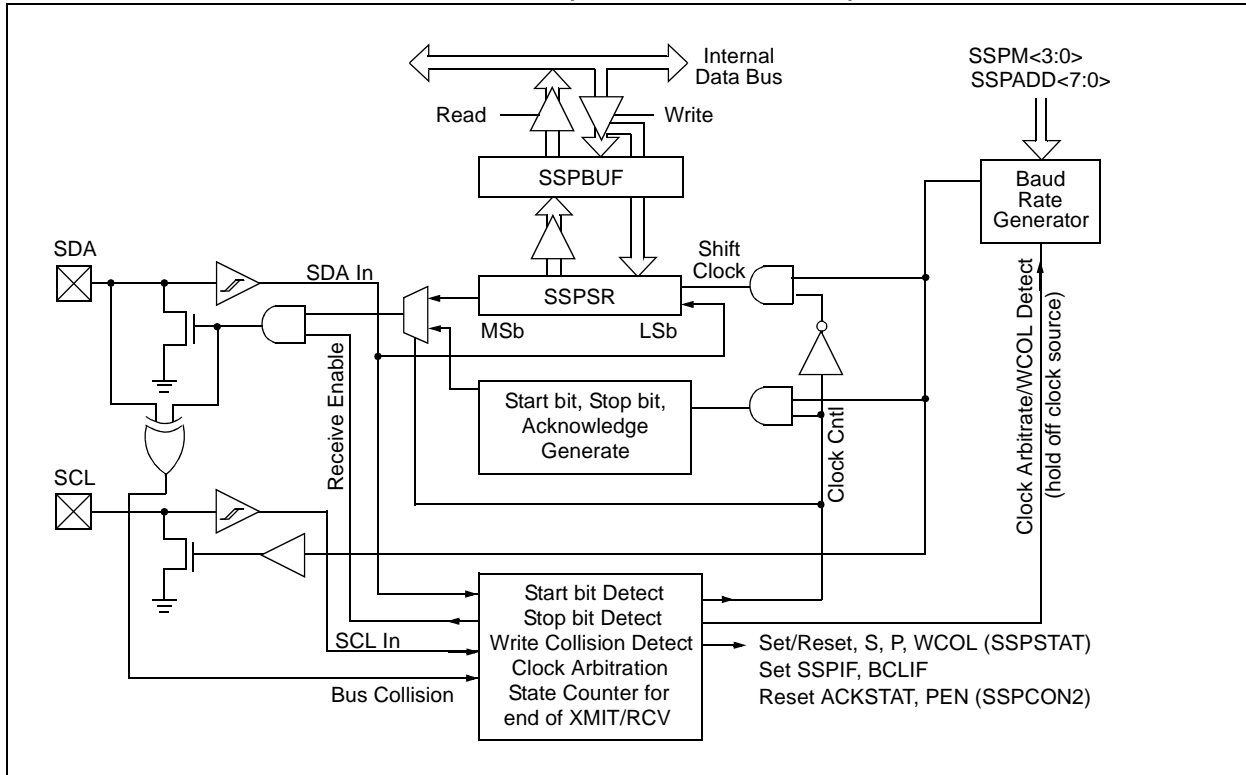 Internal
Data Bus
SSPM<3:0>
SSPADD<7:0>
Read
Write
SSPBUF
Baud
Rate
Generator
SDA
SDA In
Shift
Clock
SSPSR
MSb
LSb
Start bit, Stop bit,
Acknowledge
Generate
Receive Enable
Clock Cntl
Clock Arbitrate/WCOL Detect
(hold off clock source)
SCL
SCL In
Bus Collision
Start bit Detect
Stop bit Detect
Write Collision Detect
Clock Arbitration
State Counter for
end of XMIT/RCV
Set/Reset, S, P, WCOL (SSPSTAT)
Set SSPIF, BCLIF
Reset ACKSTAT, PEN (SSPCON2)